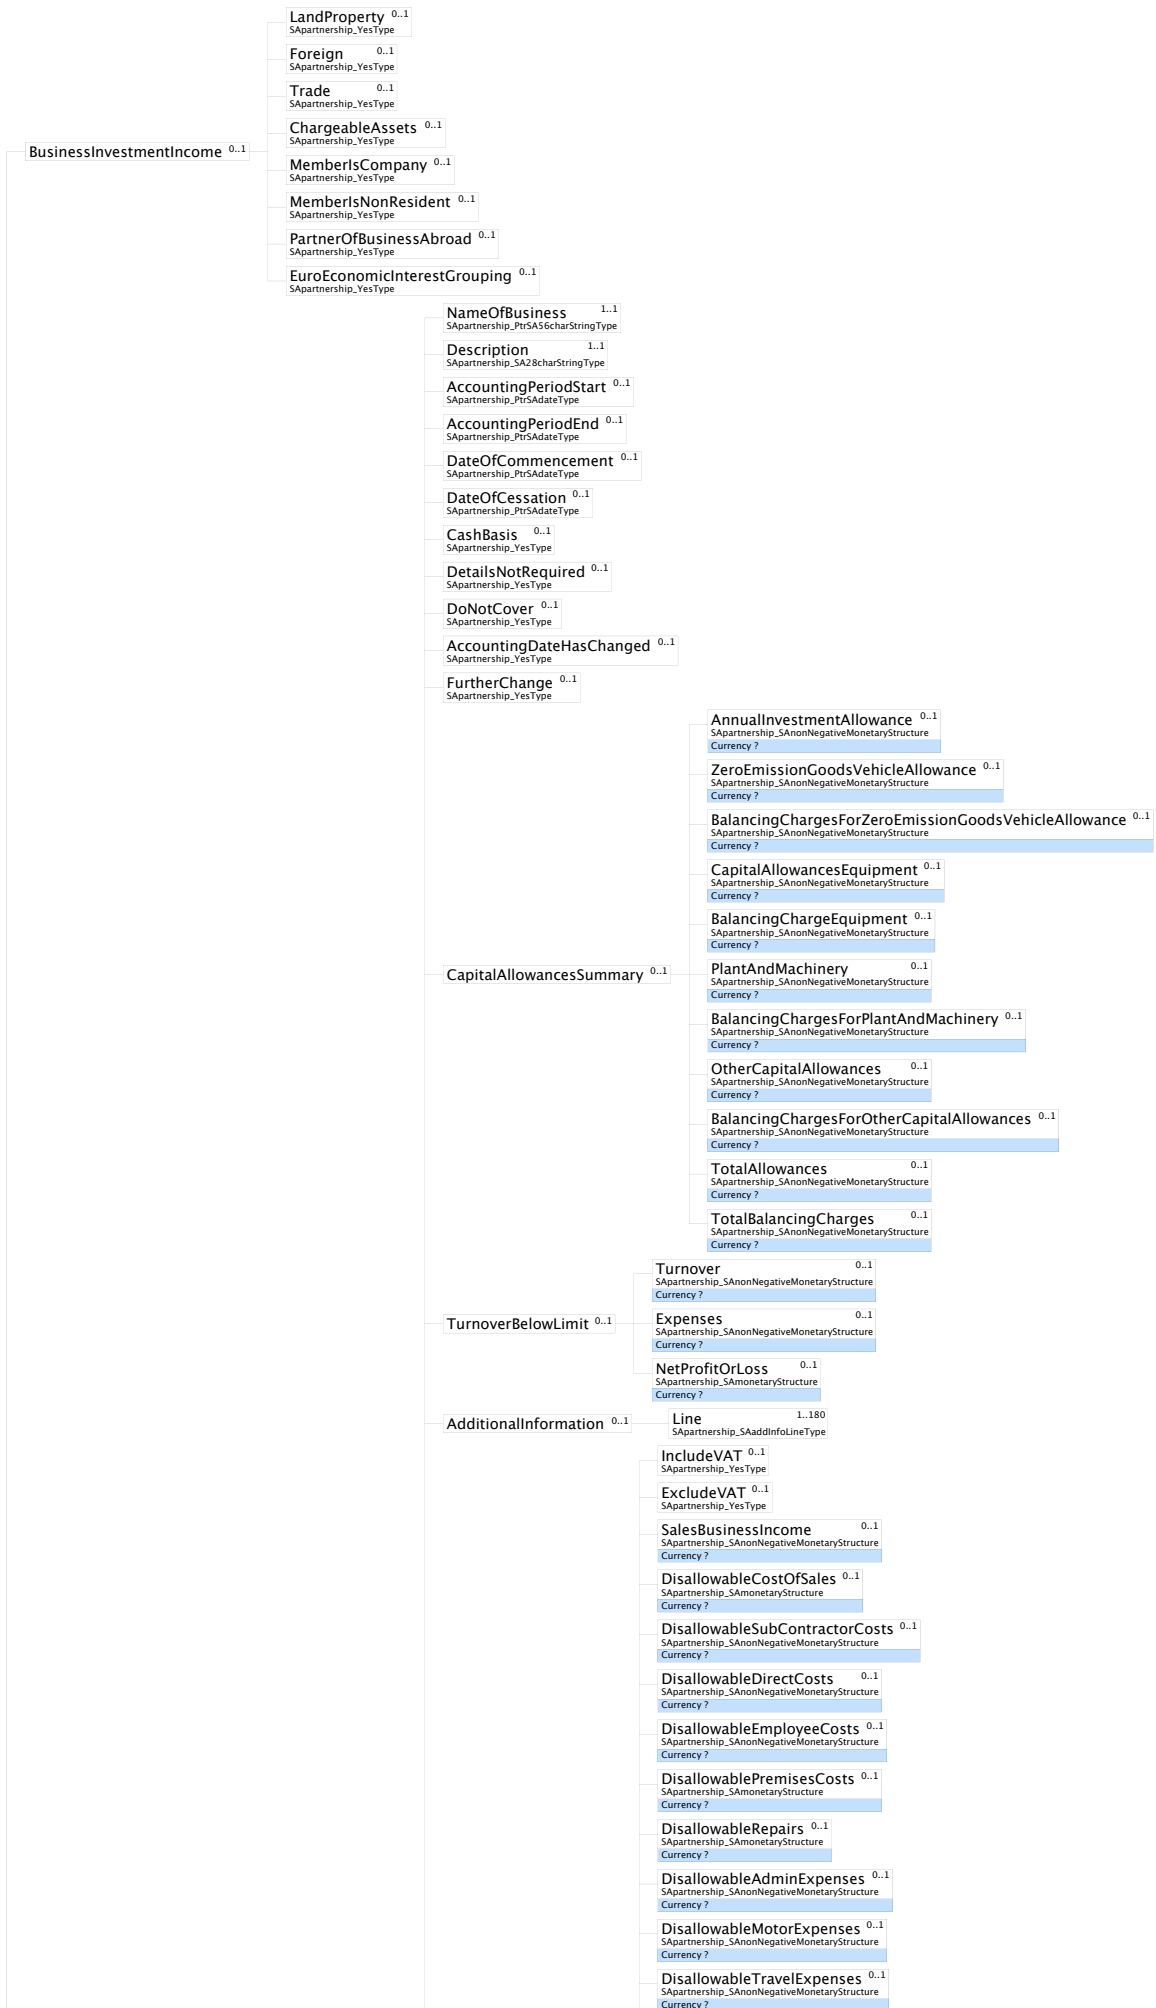 LandProperty 0..1
SApartnership_YesType
Foreign 0..1
SApartnership_YesType
Trade 0..1
SApartnership_YesType
ChargeableAssets 0..1
SApartnership_YesType
BusinessInvestmentIncome 0..1
MemberIsCompany 0..1
SApartnership_YesType
MemberIsNonResident 0..1
SApartnership_YesType
PartnerOfBusinessAbroad 0..1
SApartnership_YesType
EuroEconomicInterestGrouping 0..1
SApartnership_YesType
NameOfBusiness 1..1
SApartnership_PtrSA56charStringType
Description 1..1
SApartnership_SA28charStringType
AccountingPeriodStart 0..1
SApartnership_PtrSAdateType
AccountingPeriodEnd 0..1
SApartnership_PtrSAdateType
DateOfCommencement 0..1
SApartnership_PtrSAdateType
DateOfCessation 0..1
SApartnership_PtrSAdateType
CashBasis 0..1
SApartnership_YesType
DetailsNotRequired 0..1
SApartnership_YesType
DoNotCover 0..1
SApartnership_YesType
AccountingDateHasChanged 0..1
SApartnership_YesType
FurtherChange 0..1
SApartnership_YesType
AnnualInvestmentAllowance 0..1
SApartnership_SAnonNegativeMonetaryStructure
Currency ?
ZeroEmissionGoodsVehicleAllowance 0..1
SApartnership_SAnonNegativeMonetaryStructure
Currency ?
BalancingChargesForZeroEmissionGoodsVehicleAllowance 0..1
SApartnership_SAnonNegativeMonetaryStructure
Currency ?
CapitalAllowancesEquipment 0..1
SApartnership_SAnonNegativeMonetaryStructure
Currency ?
BalancingChargeEquipment 0..1
SApartnership_SAnonNegativeMonetaryStructure
Currency ?
CapitalAllowancesSummary 0..1
PlantAndMachinery 0..1
SApartnership_SAnonNegativeMonetaryStructure
Currency ?
BalancingChargesForPlantAndMachinery 0..1
SApartnership_SAnonNegativeMonetaryStructure
Currency ?
OtherCapitalAllowances 0..1
SApartnership_SAnonNegativeMonetaryStructure
Currency ?
BalancingChargesForOtherCapitalAllowances 0..1
SApartnership_SAnonNegativeMonetaryStructure
Currency ?
TotalAllowances 0..1
SApartnership_SAnonNegativeMonetaryStructure
Currency ?
TotalBalancingCharges 0..1
SApartnership_SAnonNegativeMonetaryStructure
Currency ?
Turnover 0..1
SApartnership_SAnonNegativeMonetaryStructure
Currency ?
TurnoverBelowLimit 0..1
Expenses 0..1
SApartnership_SAnonNegativeMonetaryStructure
Currency ?
NetProfitOrLoss 0..1
SApartnership_SAmonetaryStructure
Currency ?
AdditionalInformation 0..1
Line 1..180
SApartnership_SAaddInfoLineType
IncludeVAT 0..1
SApartnership_YesType
ExcludeVAT 0..1
SApartnership_YesType
SalesBusinessIncome 0..1
SApartnership_SAnonNegativeMonetaryStructure
Currency ?
DisallowableCostOfSales 0..1
SApartnership_SAmonetaryStructure
Currency ?
DisallowableSubContractorCosts 0..1
SApartnership_SAnonNegativeMonetaryStructure
Currency ?
DisallowableDirectCosts 0..1
SApartnership_SAnonNegativeMonetaryStructure
Currency ?
DisallowableEmployeeCosts 0..1
SApartnership_SAnonNegativeMonetaryStructure
Currency ?
DisallowablePremisesCosts 0..1
SApartnership_SAmonetaryStructure
Currency ?
DisallowableRepairs 0..1
SApartnership_SAmonetaryStructure
Currency ?
DisallowableAdminExpenses 0..1
SApartnership_SAnonNegativeMonetaryStructure
Currency ?
DisallowableMotorExpenses 0..1
SApartnership_SAnonNegativeMonetaryStructure
Currency ?
DisallowableTravelExpenses 0..1
SApartnership_SAnonNegativeMonetaryStructure
Currency ?